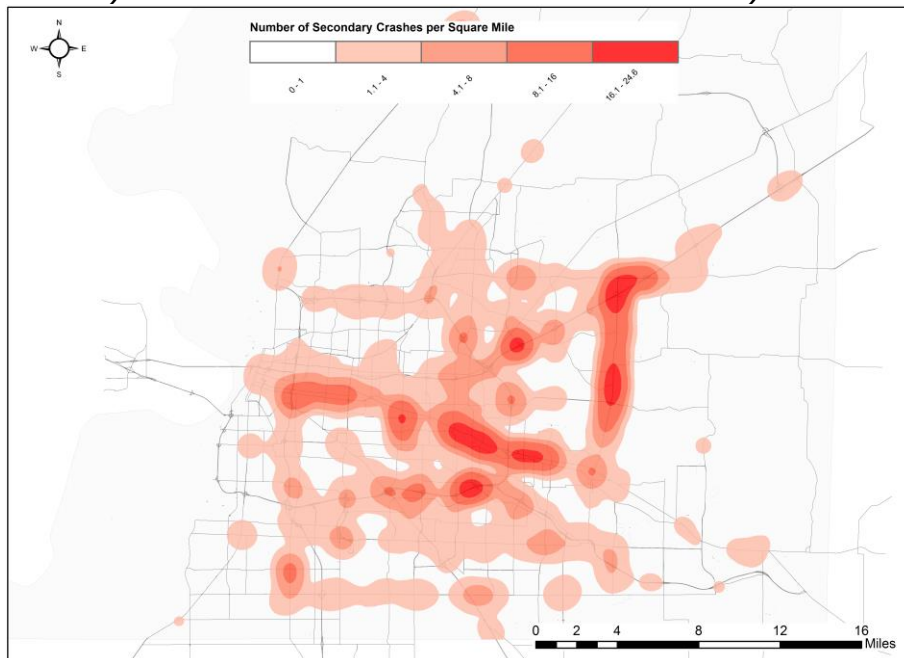 N
W E
S
Number of Secondary Crashes per Square Mile
0 - 1
1.1 - 4
4.1 - 8
8.1 - 16
16.1 - 24.6
0 2 4 8 12 16
Miles